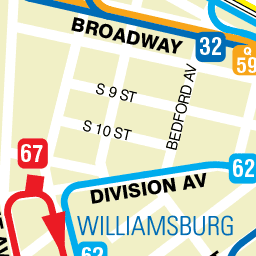 BROADWAY
32
Q
59
S 9 ST
BEDFORD AV
S 10 ST
67
62
DIVISION AV
WILLIAMSBURG
62